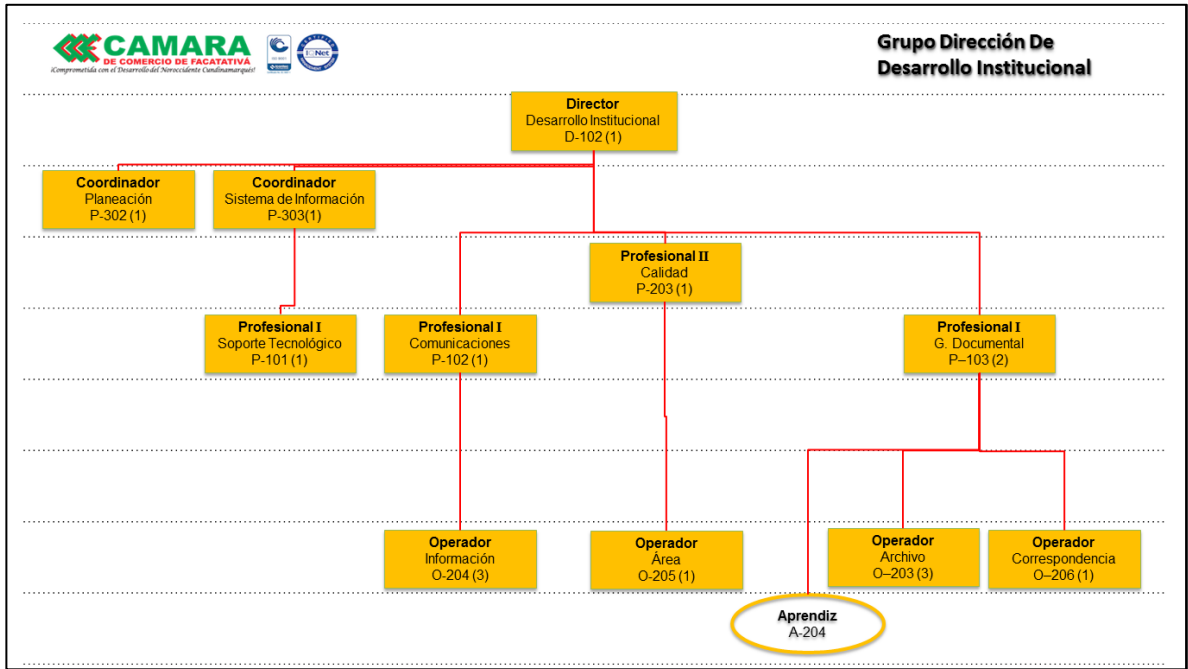 CAMARA
DE COMERCIO DE FACATATIVÁ
¡Comprometida con el Desarrollo del Noroccidente Cundinamarqués!
IQNet
Grupo Dirección De
Desarrollo Institucional
Director
Desarrollo Institucional
D-102 (1)
Coordinador
Planeación
P-302 (1)
Coordinador
Sistema de Información
P-303(1)
Profesional II
Calidad
P-203 (1)
Profesional I
Soporte Tecnológico
P-101 (1)
Profesional I
Comunicaciones
P-102 (1)
Profesional I
G. Documental
P–103 (2)
Operador
Información
O-204 (3)
Operador
Área
O-205 (1)
Operador
Archivo
O–203 (3)
Operador
Correspondencia
O–206 (1)
Aprendiz
A-204